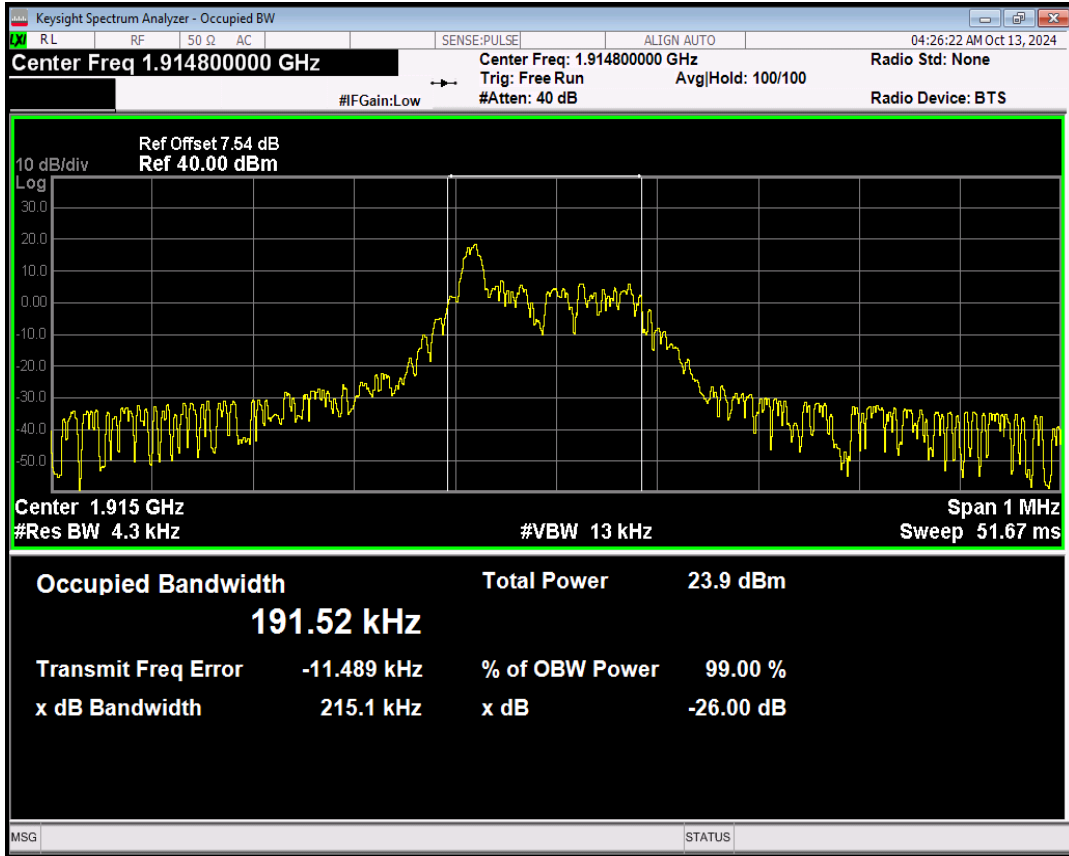 Keysight Spectrum Analyzer - Occupied BW
LXI RL RF 50 Ω AC SENSE:PULSE ALIGN AUTO 04:26:22 AM Oct 13, 2024
Center Freq 1.914800000 GHz Center Freq: 1.914800000 GHz Radio Std: None
Trig: Free Run Avg|Hold: 100/100
#IFGain:Low #Atten: 40 dB Radio Device: BTS
Ref Offset 7.54 dB
10 dB/div Ref 40.00 dBm
Log
30.0
20.0
10.0
0.00
-10.0
-20.0
-30.0
-40.0
-50.0
Center 1.915 GHz Span 1 MHz
#Res BW 4.3 kHz #VBW 13 kHz Sweep 51.67 ms
Occupied Bandwidth Total Power 23.9 dBm
191.52 kHz
Transmit Freq Error -11.489 kHz % of OBW Power 99.00 %
x dB Bandwidth 215.1 kHz x dB -26.00 dB
MSG STATUS